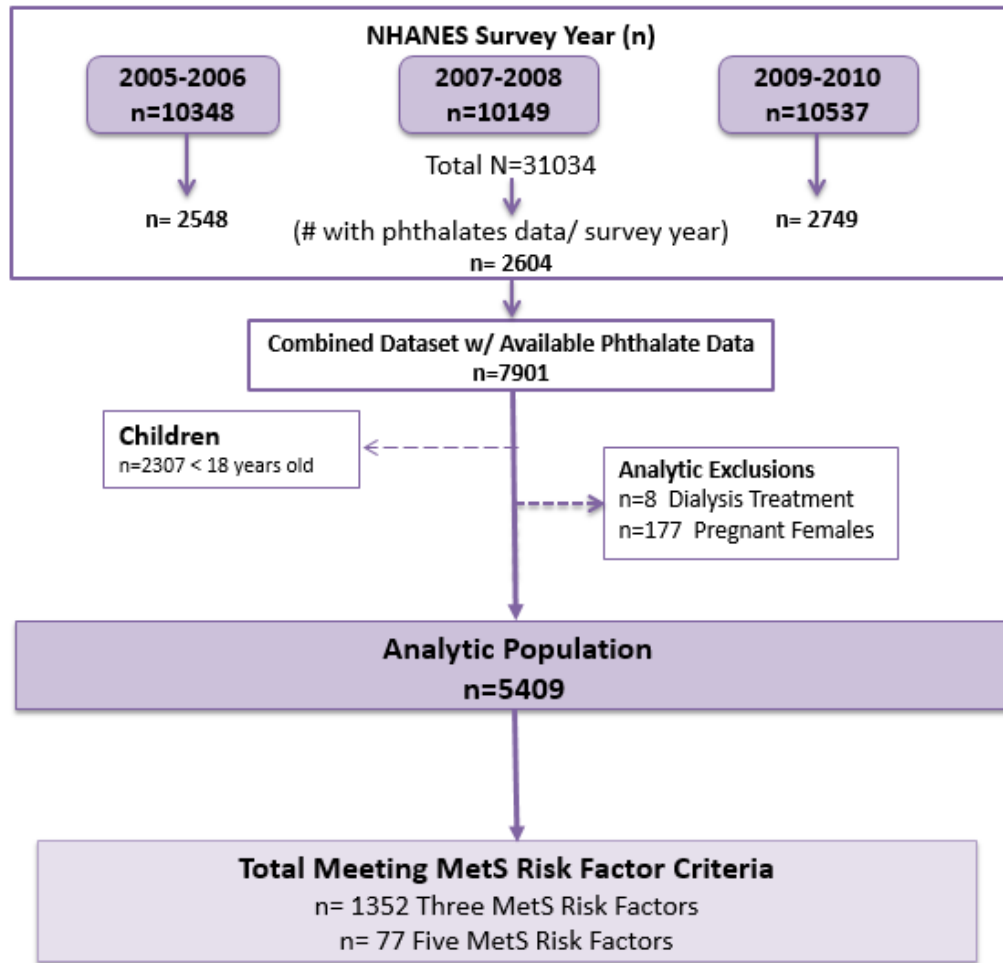 NHANES Survey Year (n)
2005-2006
n=10348
2007-2008
n=10149
2009-2010
n=10537
Total N=31034
n= 2548
(# with phthalates data/ survey year)
n= 2604
n= 2749
Combined Dataset w/ Available Phthalate Data
n=7901
Children
n=2307 < 18 years old
Analytic Exclusions
n=8 Dialysis Treatment
n=177 Pregnant Females
Analytic Population
n=5409
Total Meeting MetS Risk Factor Criteria
n= 1352 Three MetS Risk Factors
n= 77 Five MetS Risk Factors